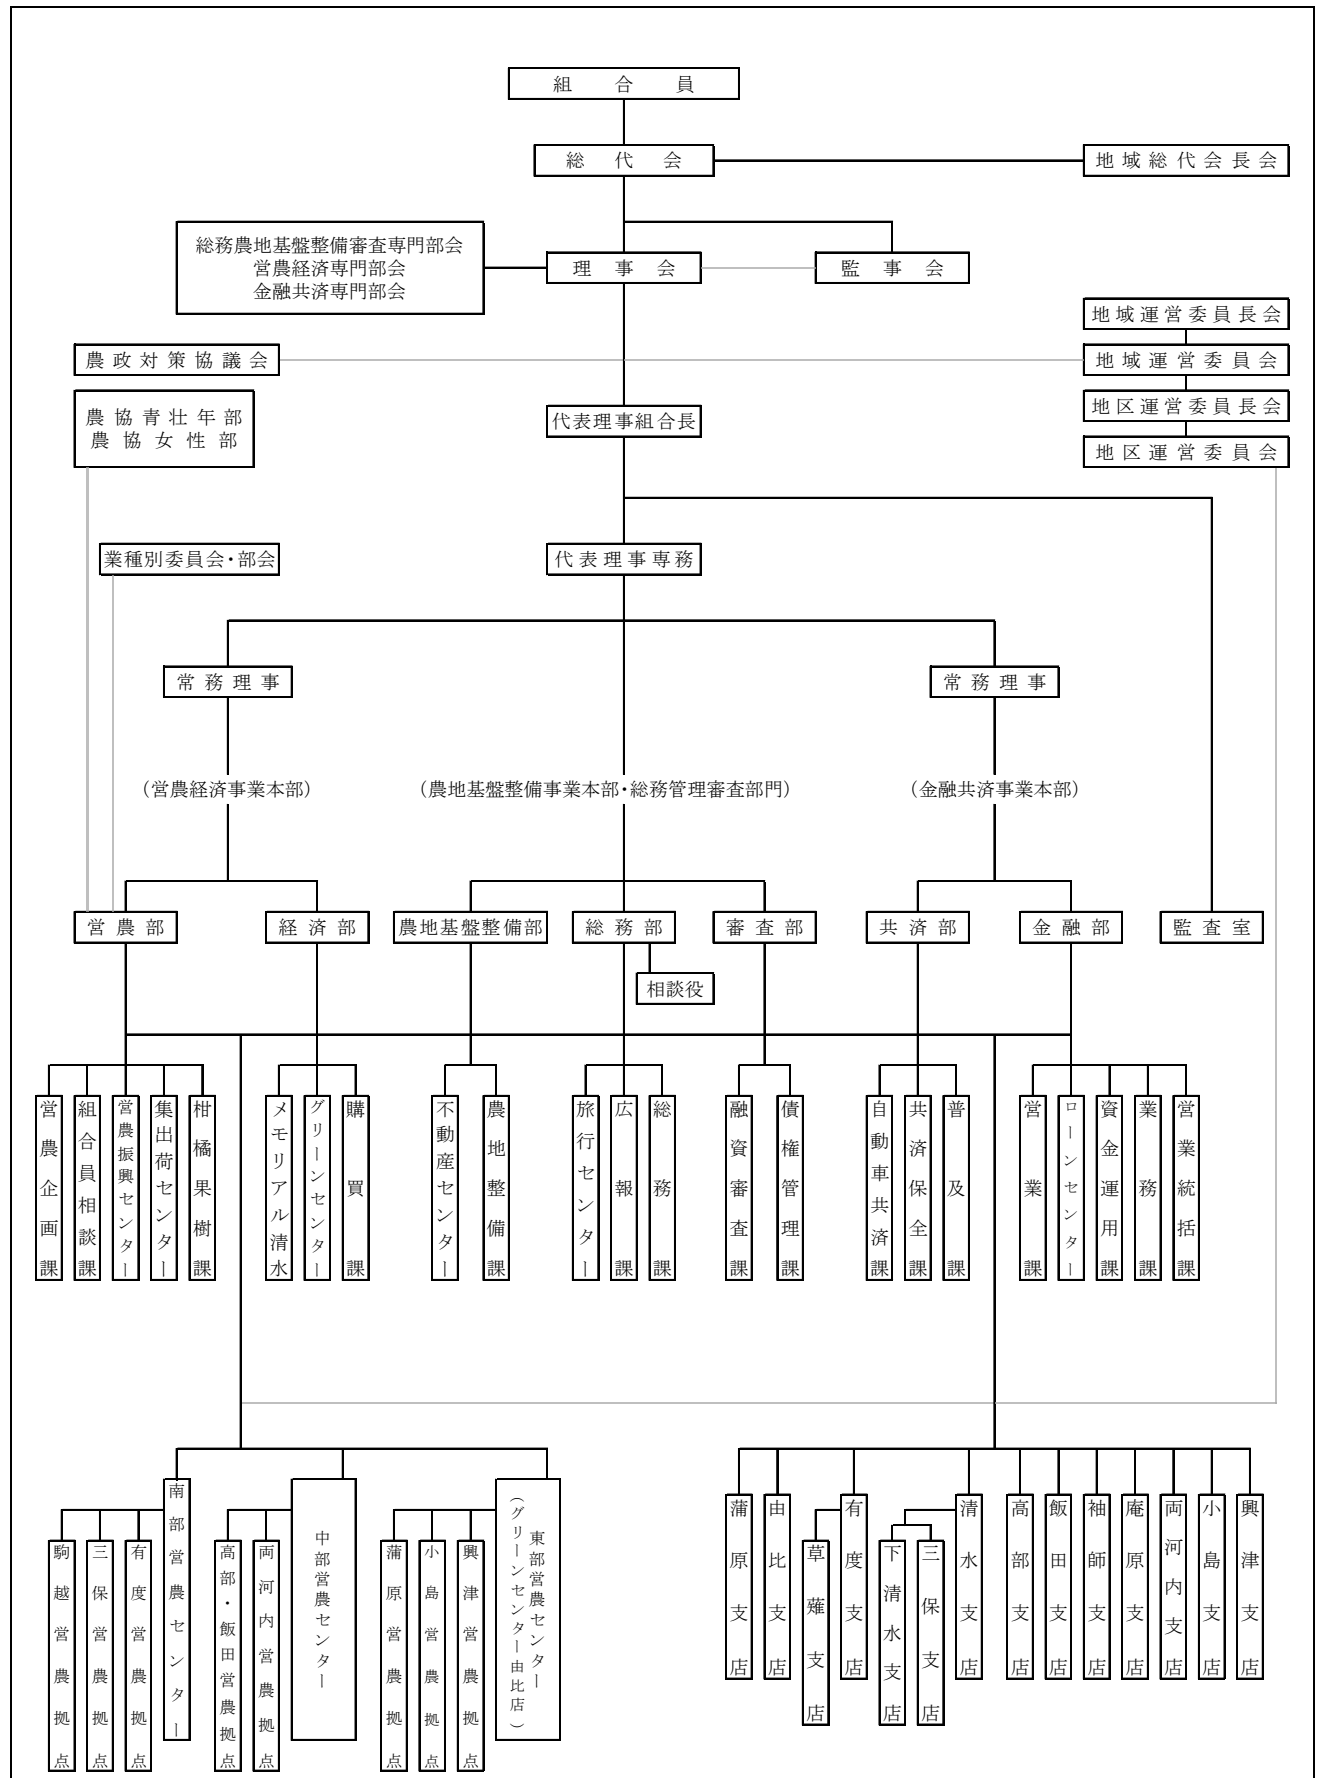 組合員
総代会
地域総代会長会
総務農地基盤整備審査専門部会
営農経済専門部会
金融共済専門部会
理事会
監事会
地域運営委員長会
農政対策協議会
地域運営委員会
農協青壮年部
農協女性部
代表理事組合長
地区運営委員長会
地区運営委員会
業種別委員会・部会
代表理事専務
常務理事
常務理事
(営農経済事業本部)
(農地基盤整備事業本部・総務管理審査部門)
(金融共済事業本部)
営農部
経済部
農地基盤整備部
総務部
審査部
共済部
金融部
監査室
相談役
営農企画課
組合員相談課
営農振興センター
集出荷センター
柑橘果樹課
メモリアル清水
グリーンセンター
購買課
不動産センター
農地整備課
旅行センター
広報課
総務課
融資審査課
債権管理課
自動車共済課
共済保全課
普及課
営業課
ローンセンター
資金運用課
業務課
営業統括課
駒越営農拠点
三保営農拠点
有度営農拠点
南部営農センター
高部・飯田営農拠点
両河内営農拠点
中部営農センター
蒲原営農拠点
小島営農拠点
興津営農拠点
東部営農センター
(グリーンセンター由比店)
蒲原支店
由比支店
草薙支店
有度支店
下清水支店
三保支店
清水支店
高部支店
飯田支店
袖師支店
庵原支店
両河内支店
小島支店
興津支店